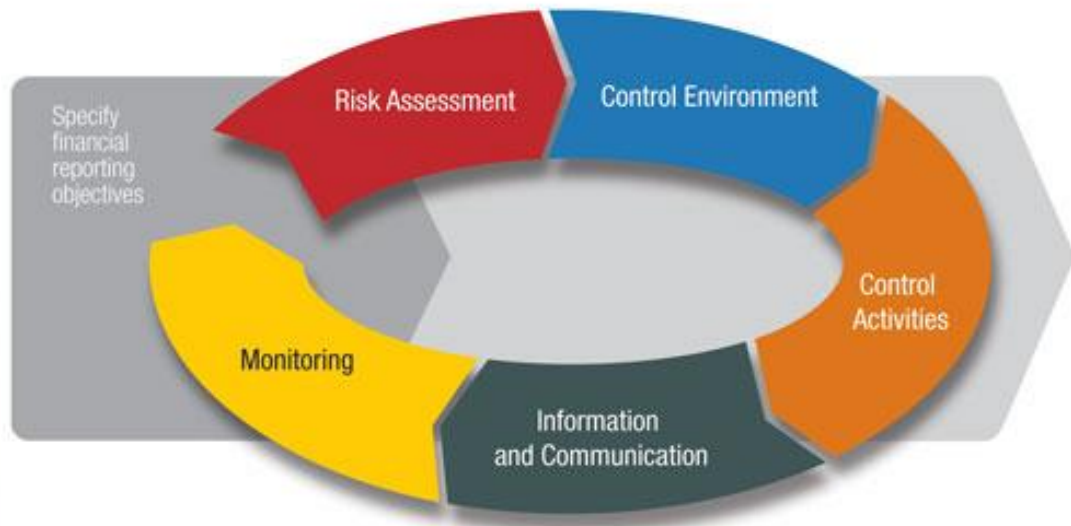 Specify
financial
reporting
objectives
Risk Assessment
Control Environment
Control
Activities
Information
and Communication
Monitoring